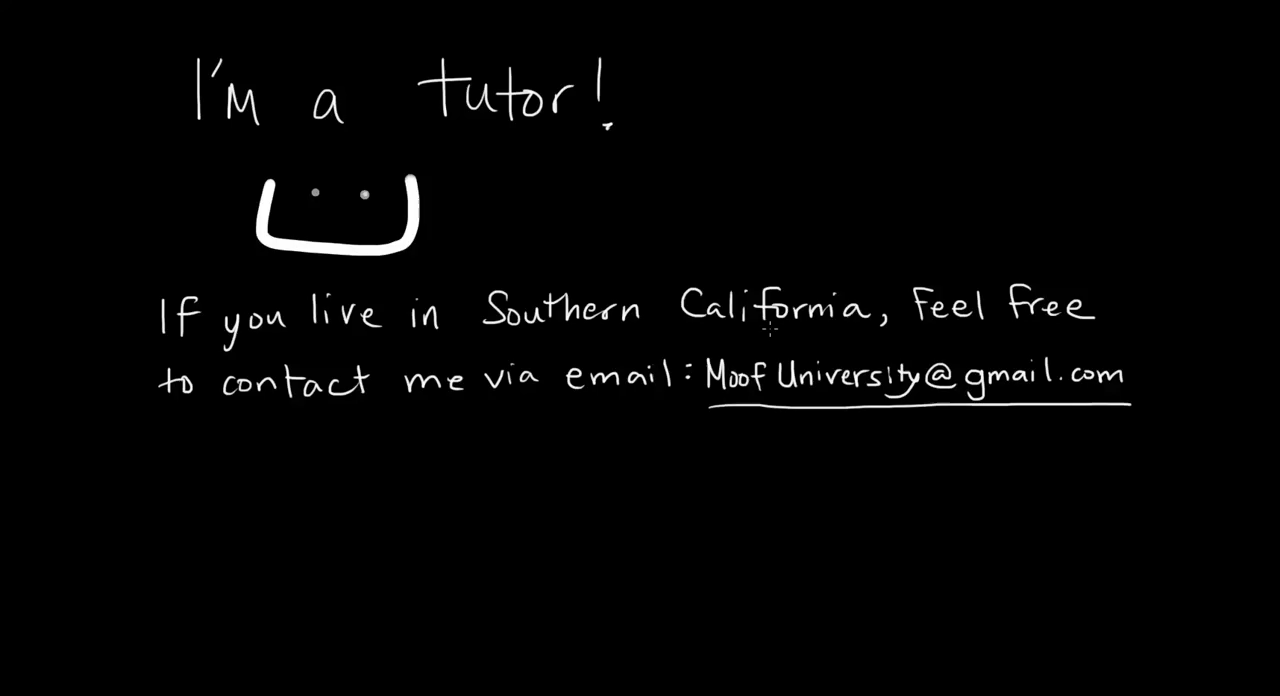 I'm a tutor!
If you live in Southern California, feel free
to contact me via email: MoofUniversity@gmail.com